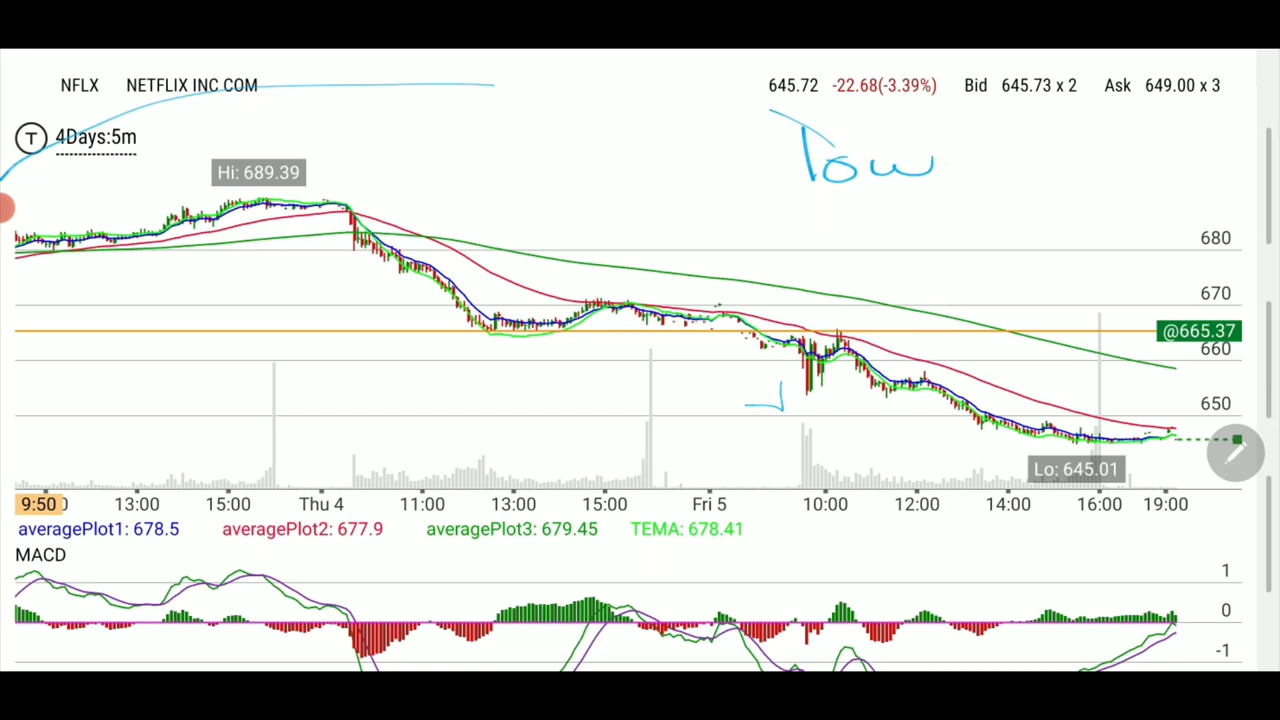 NFLX NETFLIX INC.COM 645.72 -22.68(-3.39%) Bid 645.73 x 2 Ask 649.00 x 3
T 4Days:5m
low
Hi: 689.39
680
670
@665.37
660
650
Lo: 645.01
9:50 13:00 15:00 Thu 4 11:00 13:00 15:00 Fri 5 10:00 12:00 14:00 16:00 19:00
averagePlot1: 678.5 averagePlot2: 677.9 averagePlot3: 679.45 TEMA: 678.41
MACD
1
0
-1